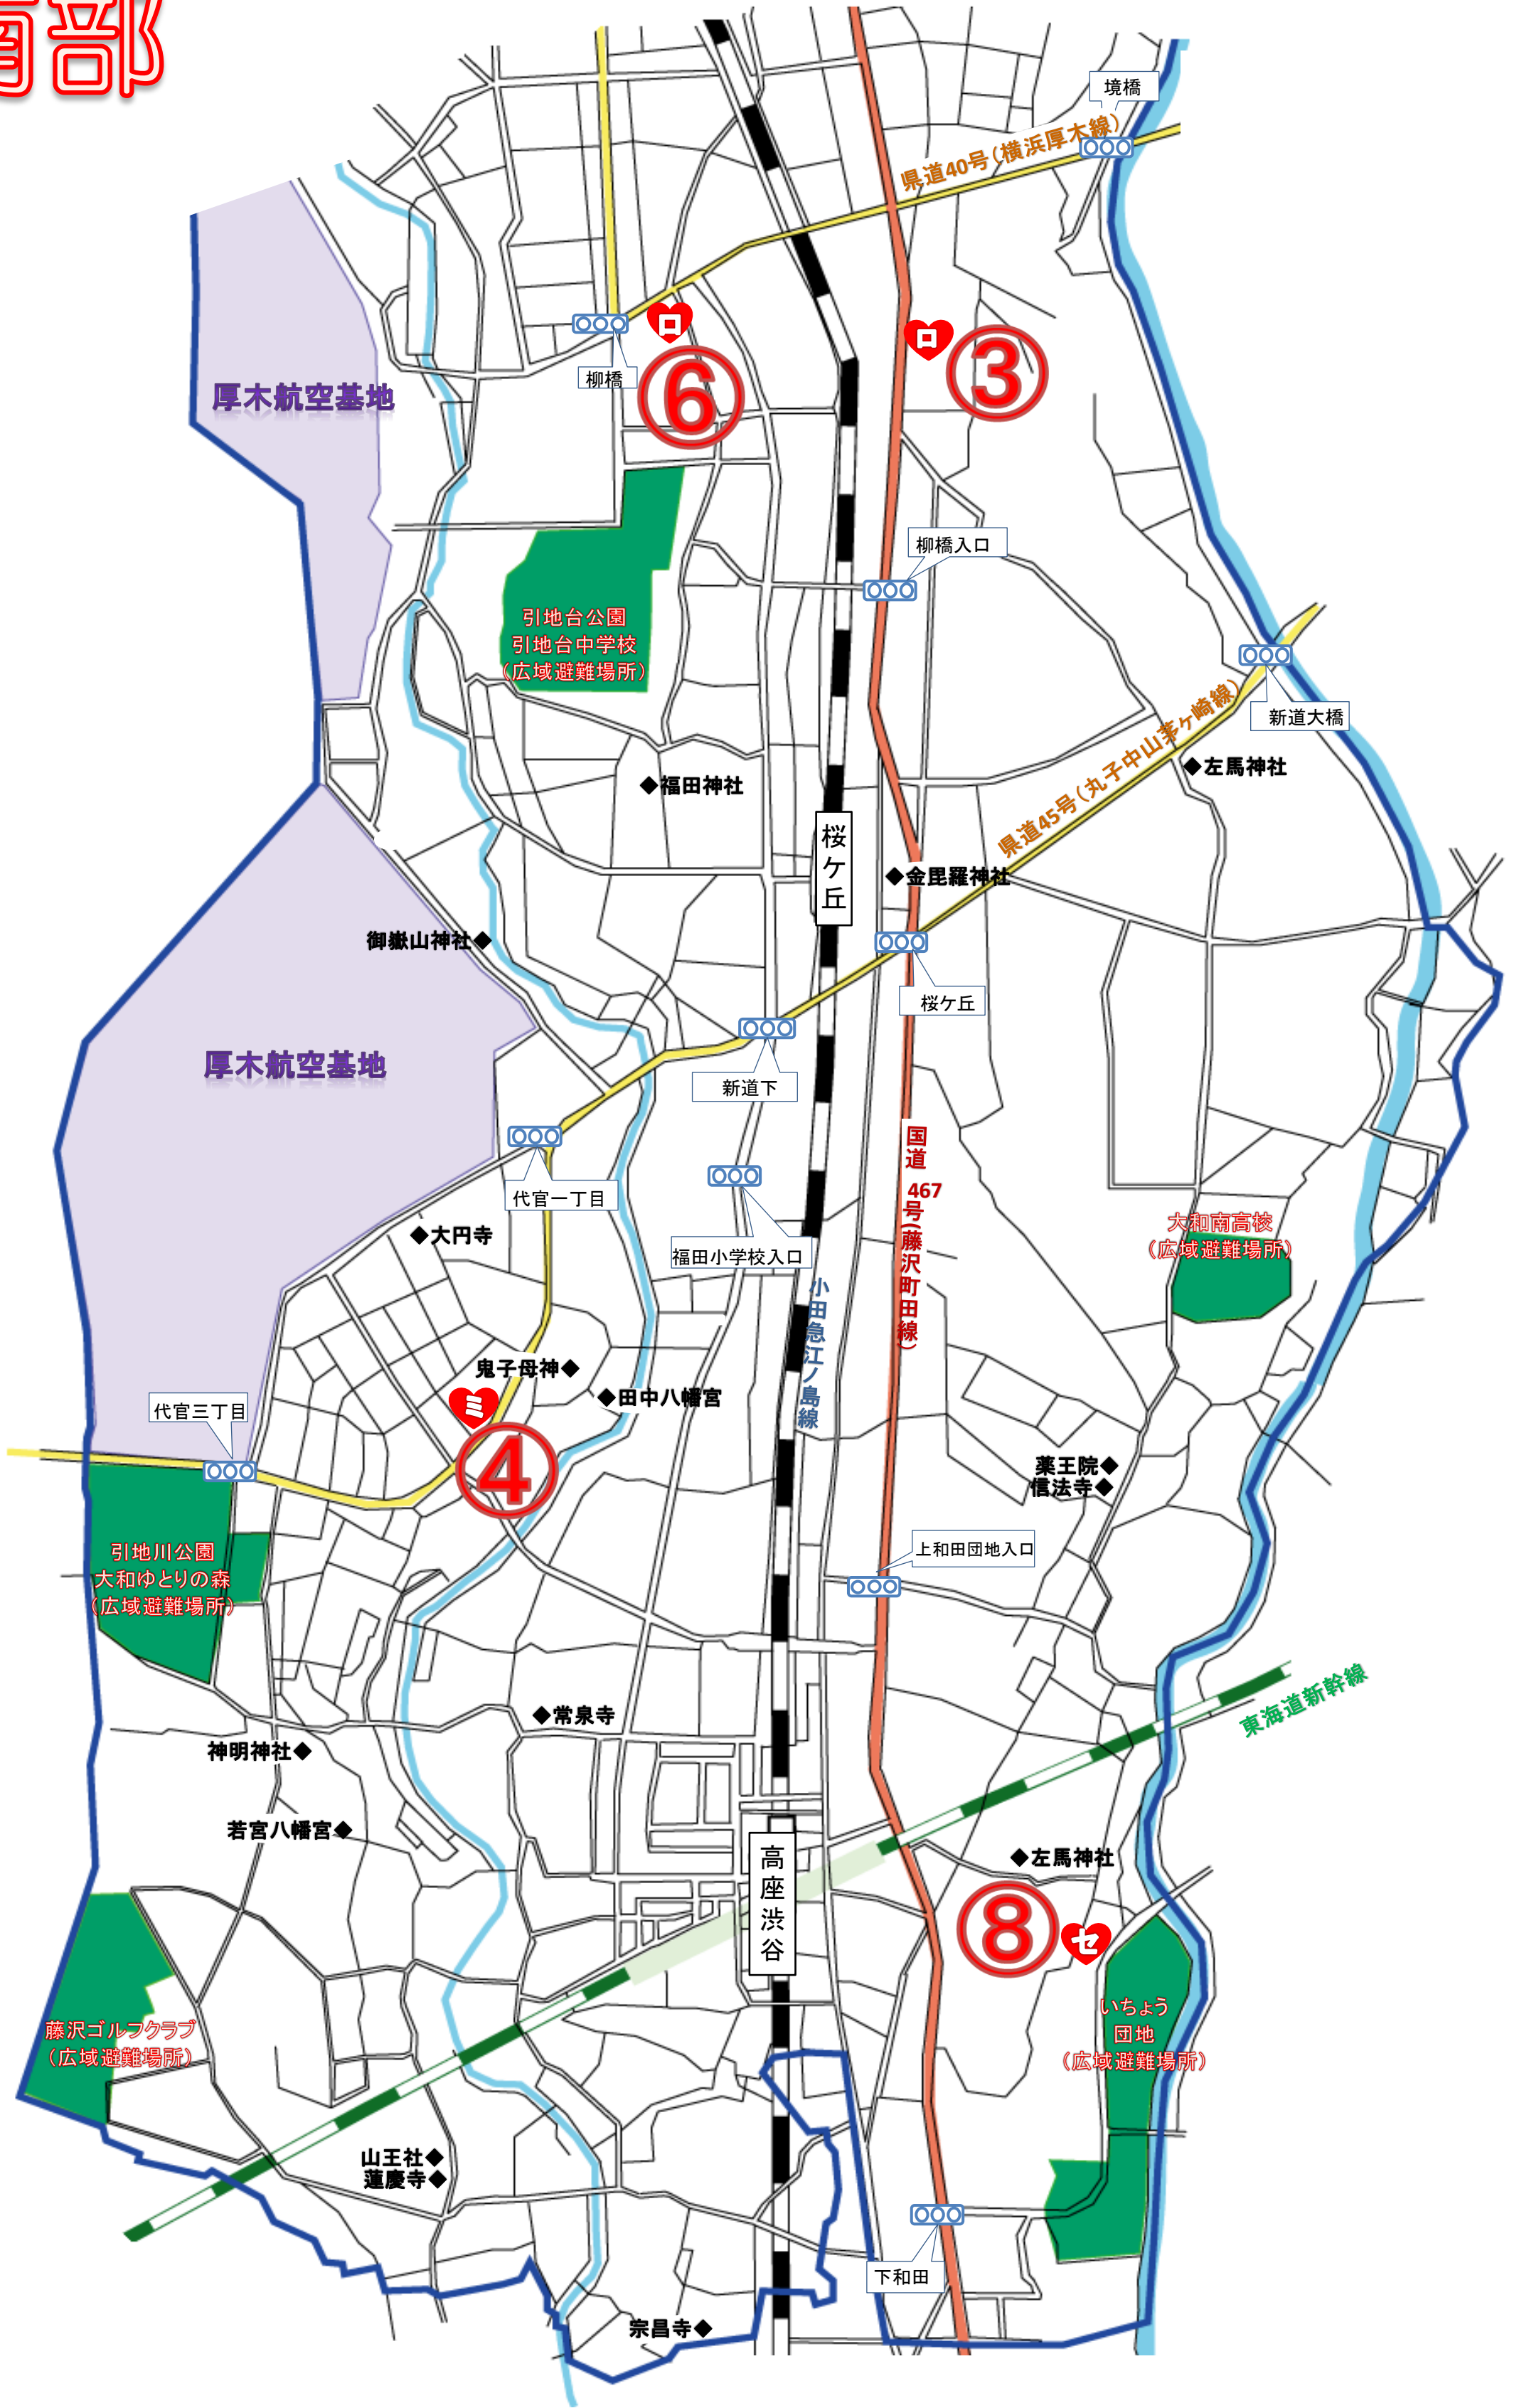 南部
境橋
県道40号(横浜厚木線)
ロ
ロ
柳橋
⑥
③
厚木航空基地
柳橋入口
引地台公園
引地台中学校
(広域避難場所)
新道大橋
県道45号(丸子中山茅ヶ崎線)
◆左馬神社
◆福田神社
桜ケ丘
◆金毘羅神社
御嶽山神社◆
桜ケ丘
厚木航空基地
新道下
国道467号(藤沢町田線)
代官一丁目
大和南高校
(広域避難場所)
◆大円寺
福田小学校入口
小田急江ノ島線
鬼子母神◆
◆田中八幡宮
ミ
代官三丁目
④
薬王院◆
信法寺◆
上和田団地入口
引地川公園
大和ゆとりの森
(広域避難場所)
東海道新幹線
◆常泉寺
神明神社◆
若宮八幡宮◆
◆左馬神社
高座渋谷
⑧
セ
いちょう
団地
(広域避難場所)
藤沢ゴルフクラブ
(広域避難場所)
山王社◆
蓮慶寺◆
下和田
宗昌寺◆